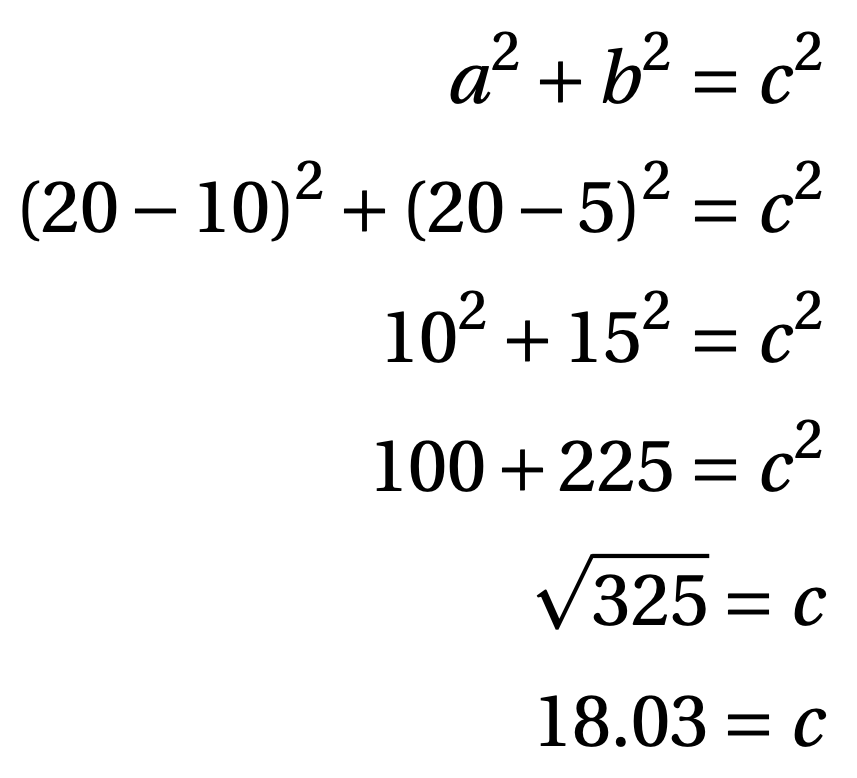 a² + b² = c²
(20 − 10)² + (20 − 5)² = c²
10² + 15² = c²
100 + 225 = c²
√325 = c
18.03 = c